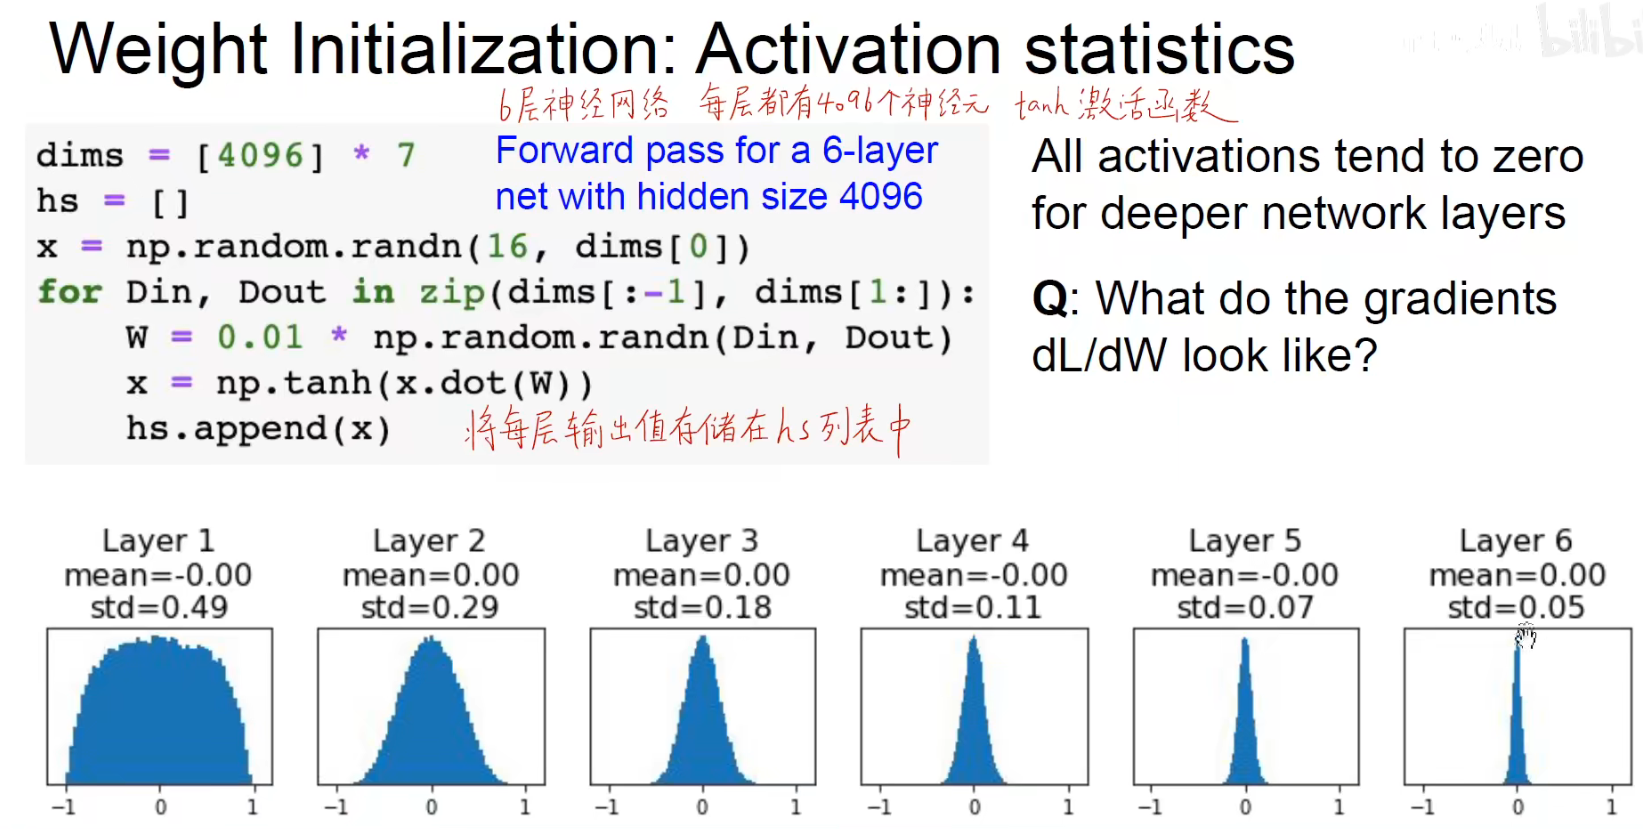 Weight Initialization: Activation statistics
bilibi
6层神经网络 每层都有4096个神经元 tanh 激活函数
dims = [4096] * 7
hs = []
x = np.random.randn(16, dims[0])
for Din, Dout in zip(dims[:-1], dims[1:]):
W = 0.01 * np.random.randn(Din, Dout)
x = np.tanh(x.dot(W))
hs.append(x)
Forward pass for a 6-layer
net with hidden size 4096
将每层输出值存储在hs列表中
All activations tend to zero
for deeper network layers
Q: What do the gradients
dL/dW look like?
Layer 1
mean=-0.00
std=0.49
-1 0 1
Layer 2
mean=0.00
std=0.29
-1 0 1
Layer 3
mean=0.00
std=0.18
-1 0 1
Layer 4
mean=-0.00
std=0.11
-1 0 1
Layer 5
mean=-0.00
std=0.07
-1 0 1
Layer 6
mean=0.00
std=0.05
-1 0 1